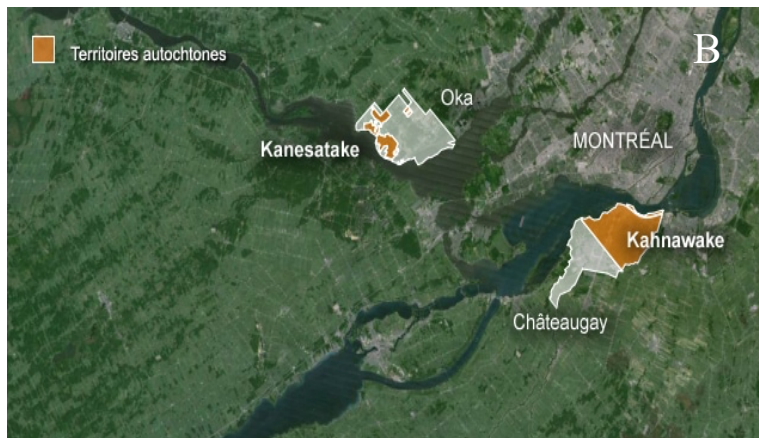 Territoires autochtones
B
Oka
Kanesatake
MONTRÉAL
Kahnawake
Châteaugay